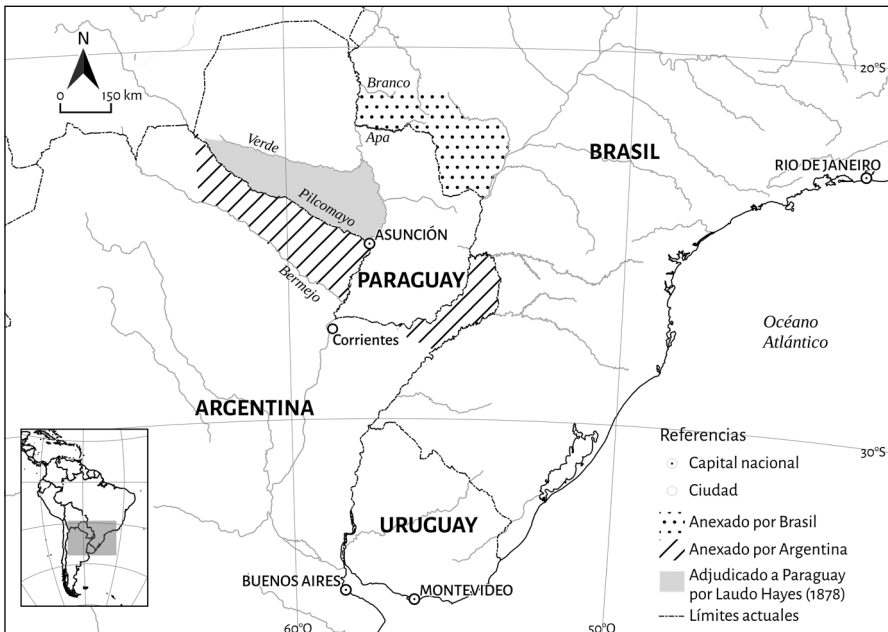 N
0 150 km
Branco
20°S
Verde
Apa
BRASIL
RIO DE JANEIRO
Pilcomayo
ASUNCIÓN
PARAGUAY
Bermejo
Corrientes
Océano
Atlántico
ARGENTINA
Referencias
30°S
Capital nacional
Ciudad
Anexado por Brasil
URUGUAY
Anexado por Argentina
Adjudicado a Paraguay
por Laudo Hayes (1878)
BUENOS AIRES
MONTEVIDEO
Límites actuales
60°O
50°O